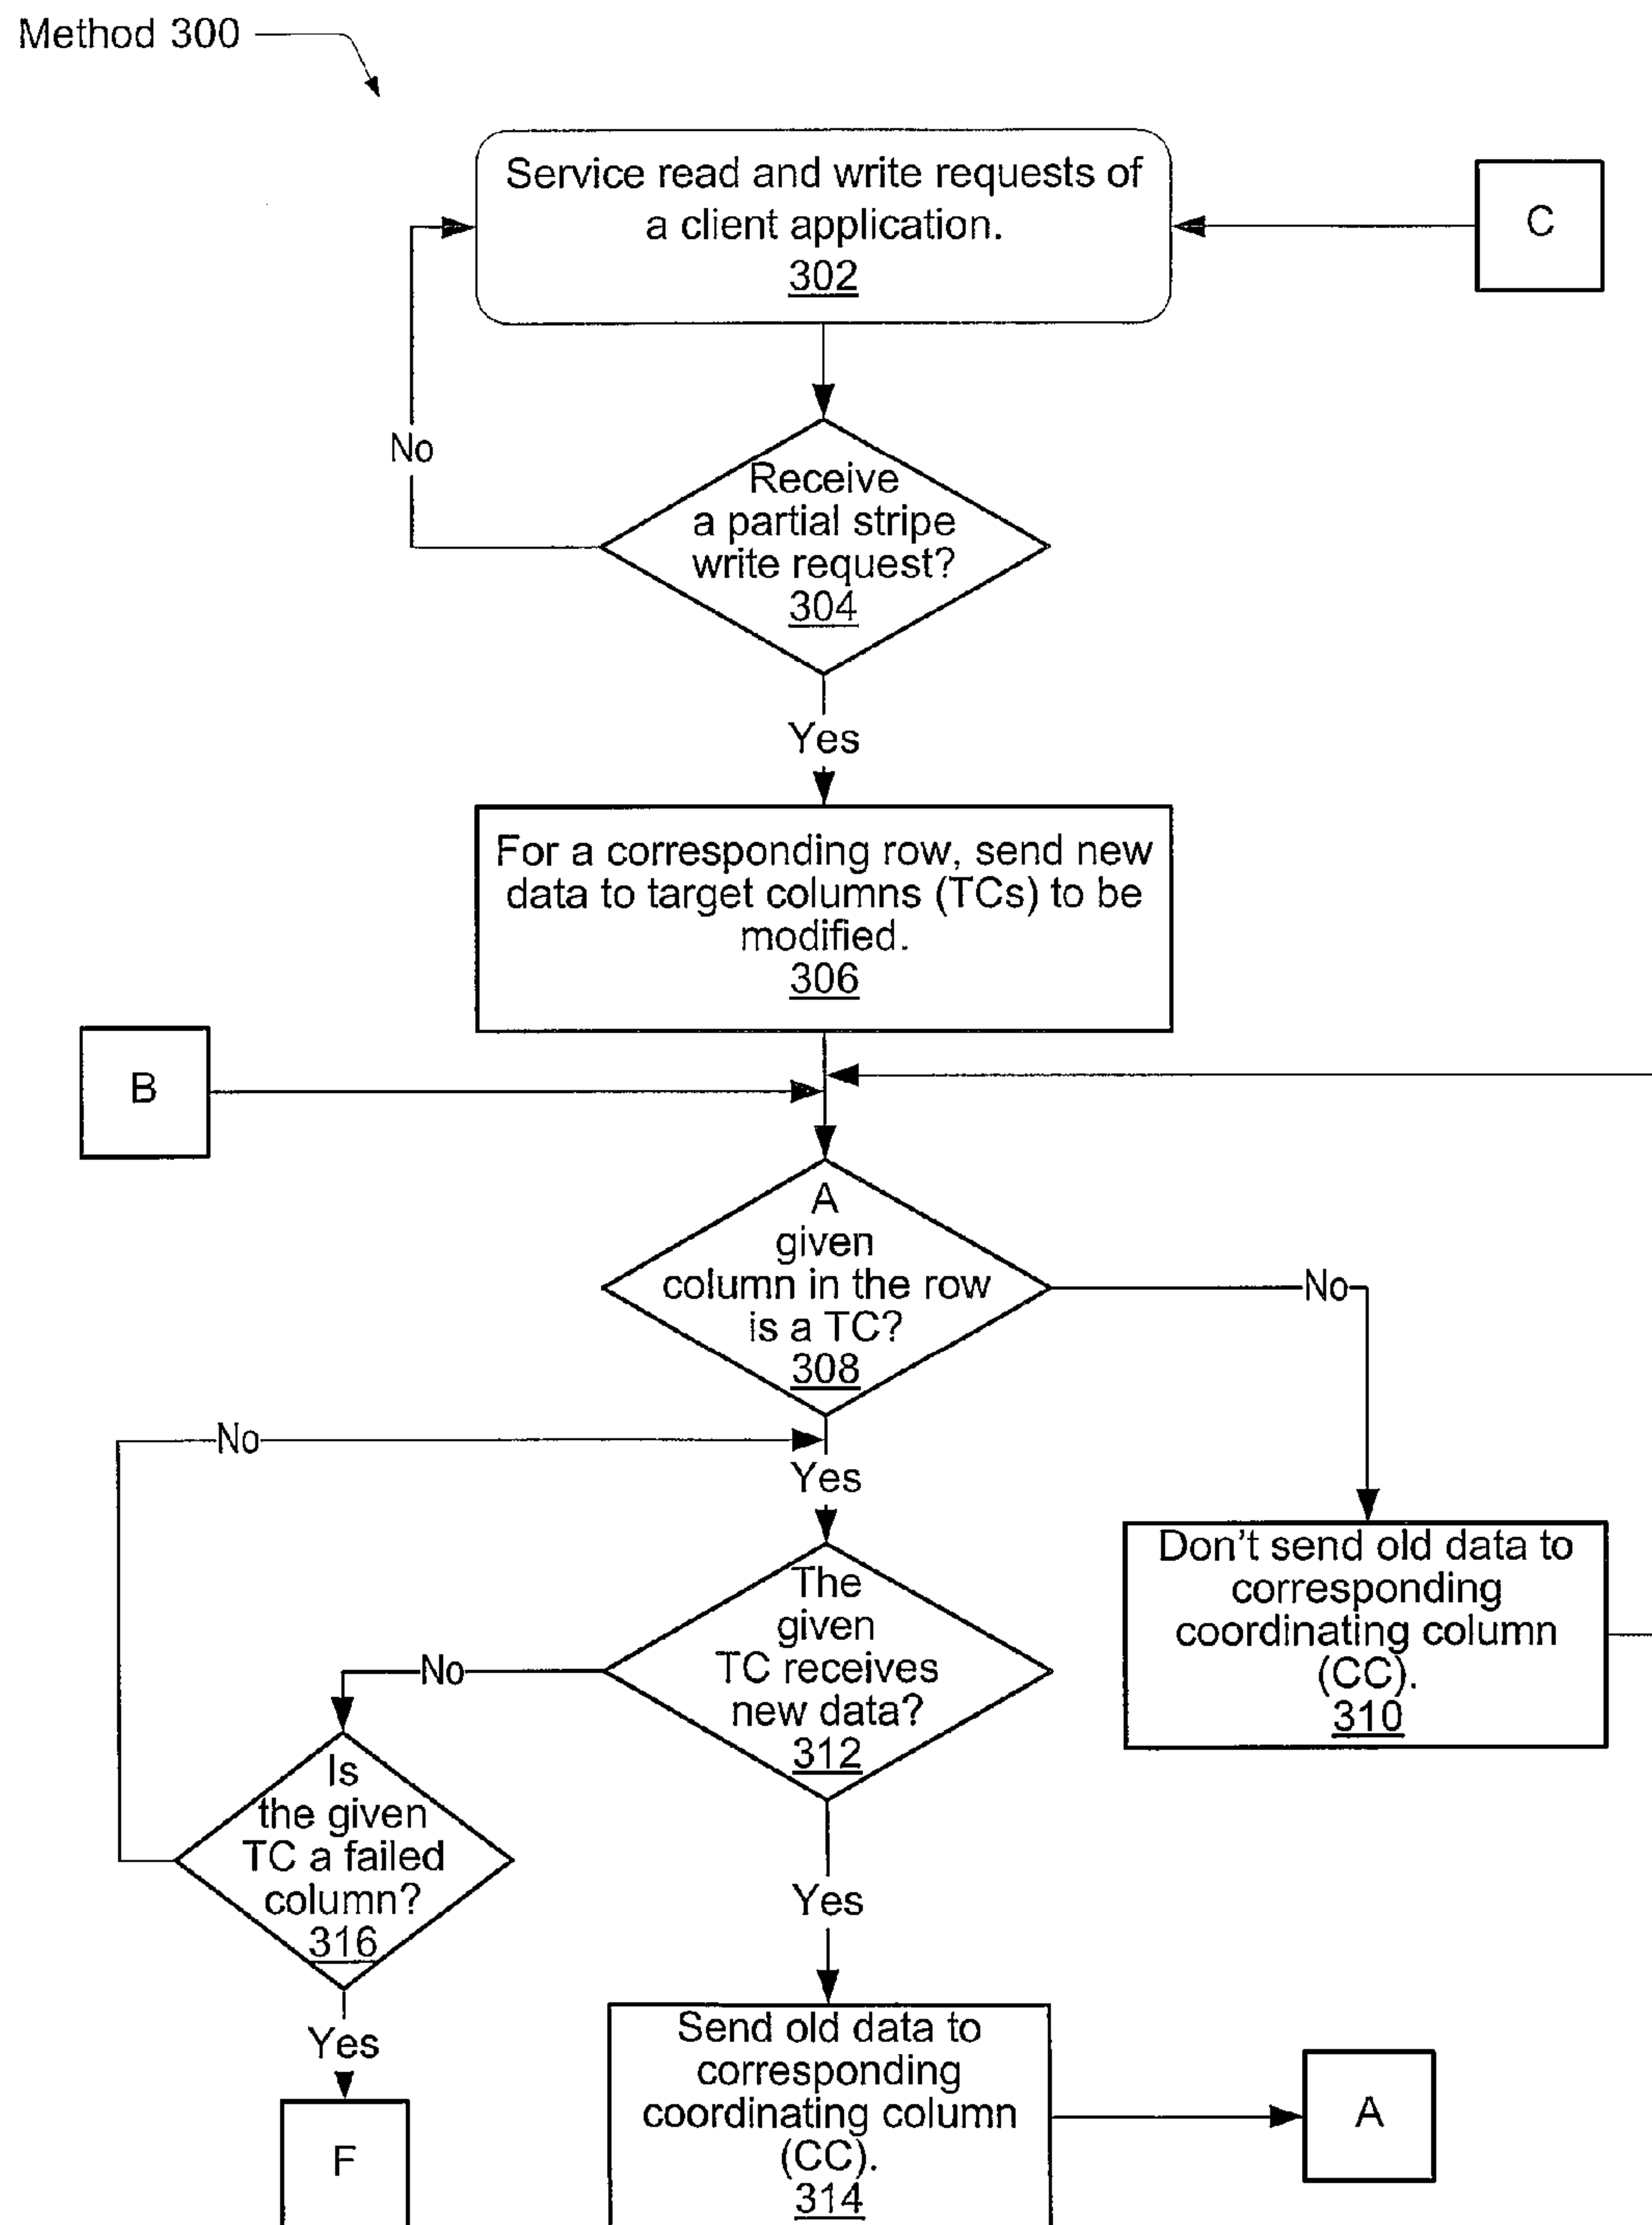 Method 300
Service read and write requests of
a client application.
302
C
No
Receive
a partial stripe
write request?
304
Yes
For a corresponding row, send new
data to target columns (TCs) to be
modified.
306
B
A
given
column in the row
is a TC?
308
No
No
Yes
Don't send old data to
corresponding
coordinating column
(CC).
310
The
given
TC receives
new data?
312
No
Is
the given
TC a failed
column?
316
Yes
Yes
Send old data to
corresponding
coordinating column
(CC).
314
A
F